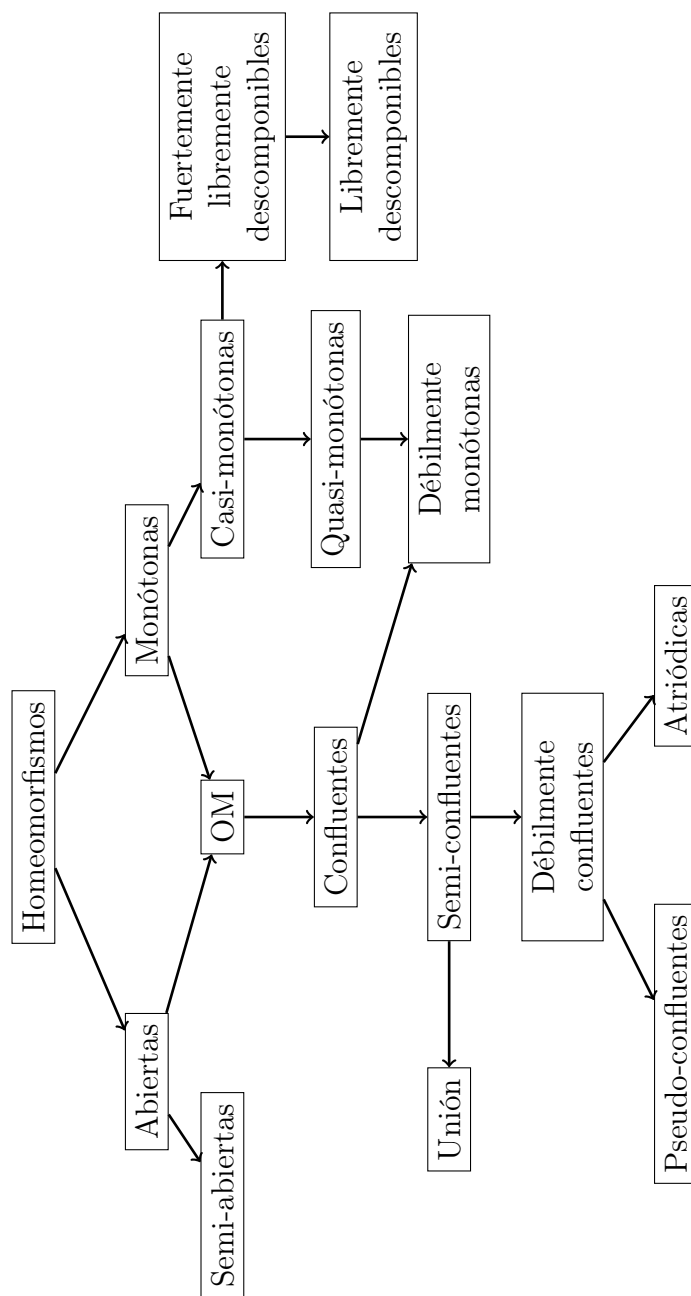 Homeomorfismos
Abiertas
Monótonas
Semi-abiertas
OM
Casi-monótonas
Fuertemente
libremente
descomponibles
Confluentes
Quasi-monótonas
Libremente
descomponibles
Unión
Semi-confluentes
Débilmente
monótonas
Débilmente
confluentes
Pseudo-confluentes
Atriódicas